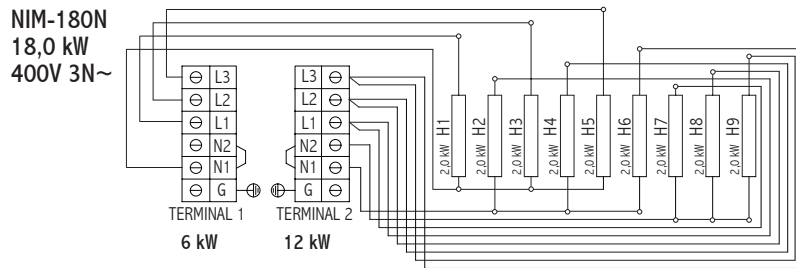 NIM-180N
18,0 kW
400V 3N~
L3
L2
L1
N2
N1
G
TERMINAL 1
6 kW
L3
L2
L1
N2
N1
G
TERMINAL 2
12 kW
H1
2,0 kW
H2
2,0 kW
H3
2,0 kW
H4
2,0 kW
H5
2,0 kW
H6
2,0 kW
H7
2,0 kW
H8
2,0 kW
H9
2,0 kW